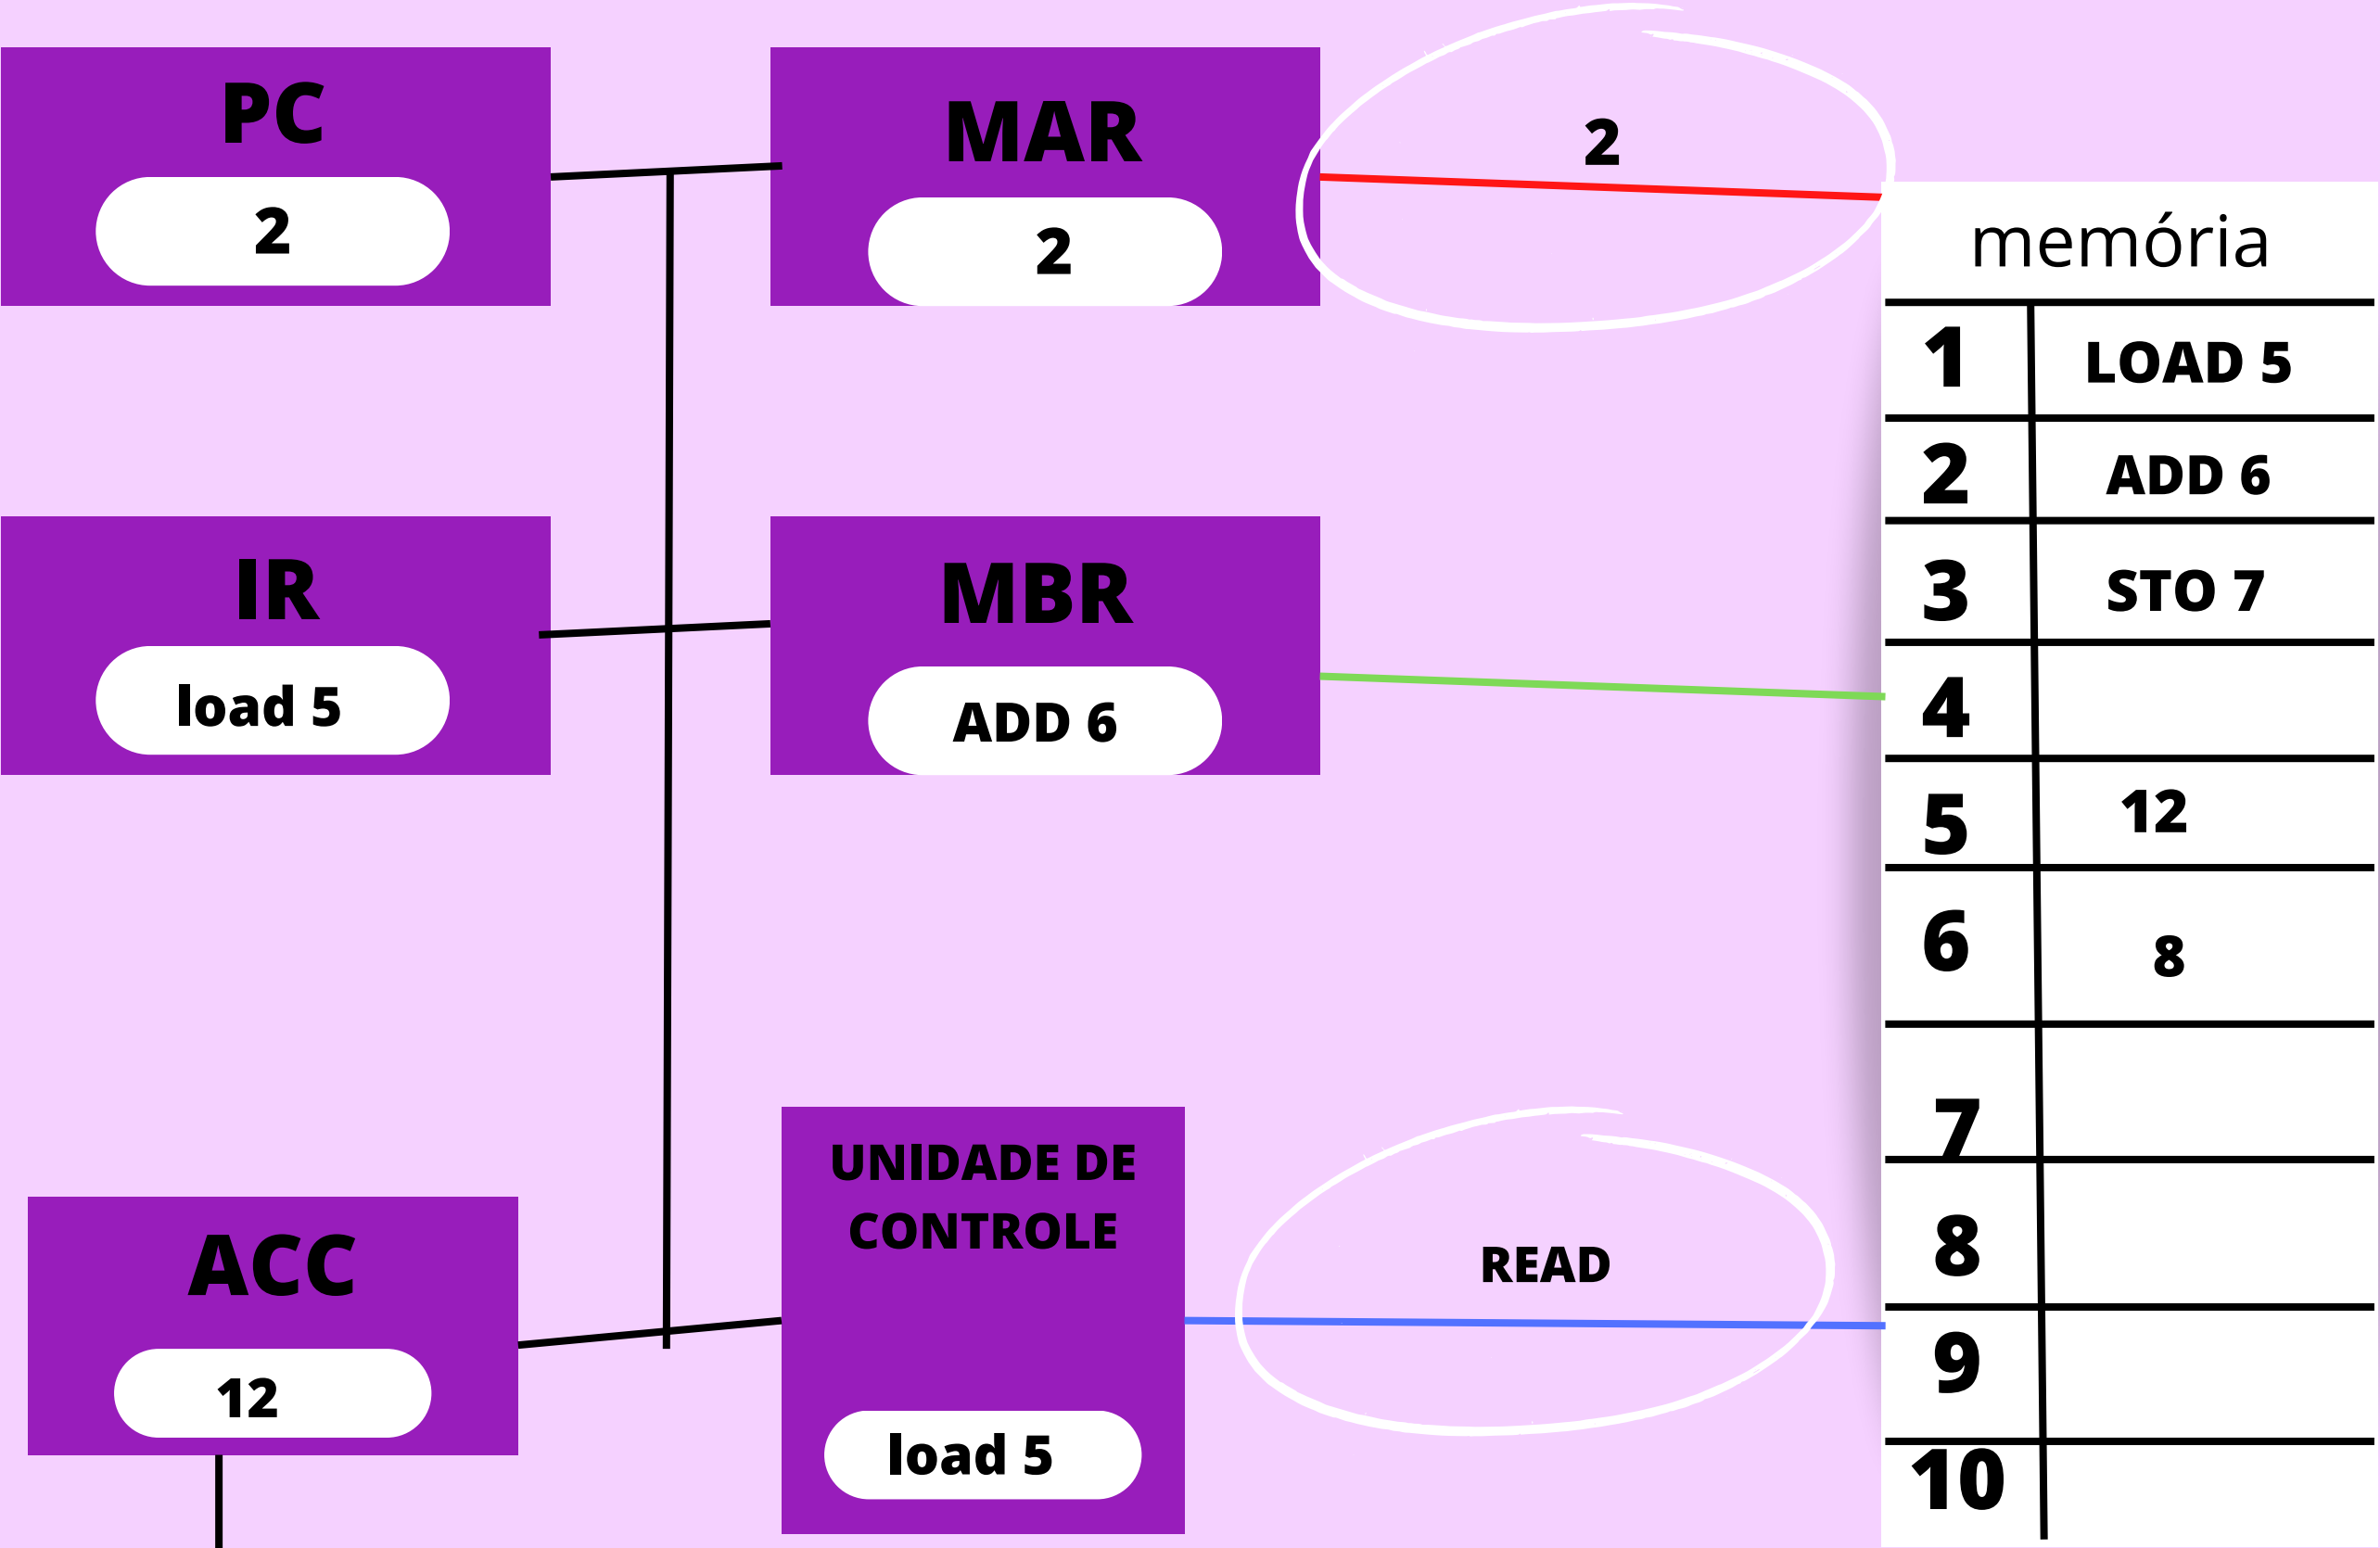 PC
2
MAR
2
2
IR
load 5
MBR
ADD 6
ACC
12
UNIDADE DE
CONTROLE
load 5
READ
memória
1 LOAD 5
2 ADD 6
3 STO 7
4
5 12
6 8
7
8
9
10